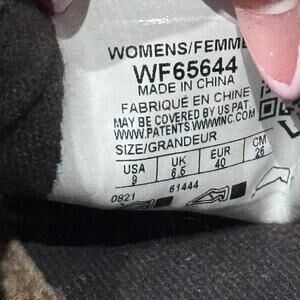 WOMENS/FEMME
WF65644
MADE IN CHINA
FABRIQUÉ EN CHINE
MAY BE COVERED BY US PAT.
WWW.PATENTS.WWWINC.COM
SIZE/GRANDEUR
USA UK EUR CM
9 6.5 40 26
0821 61444